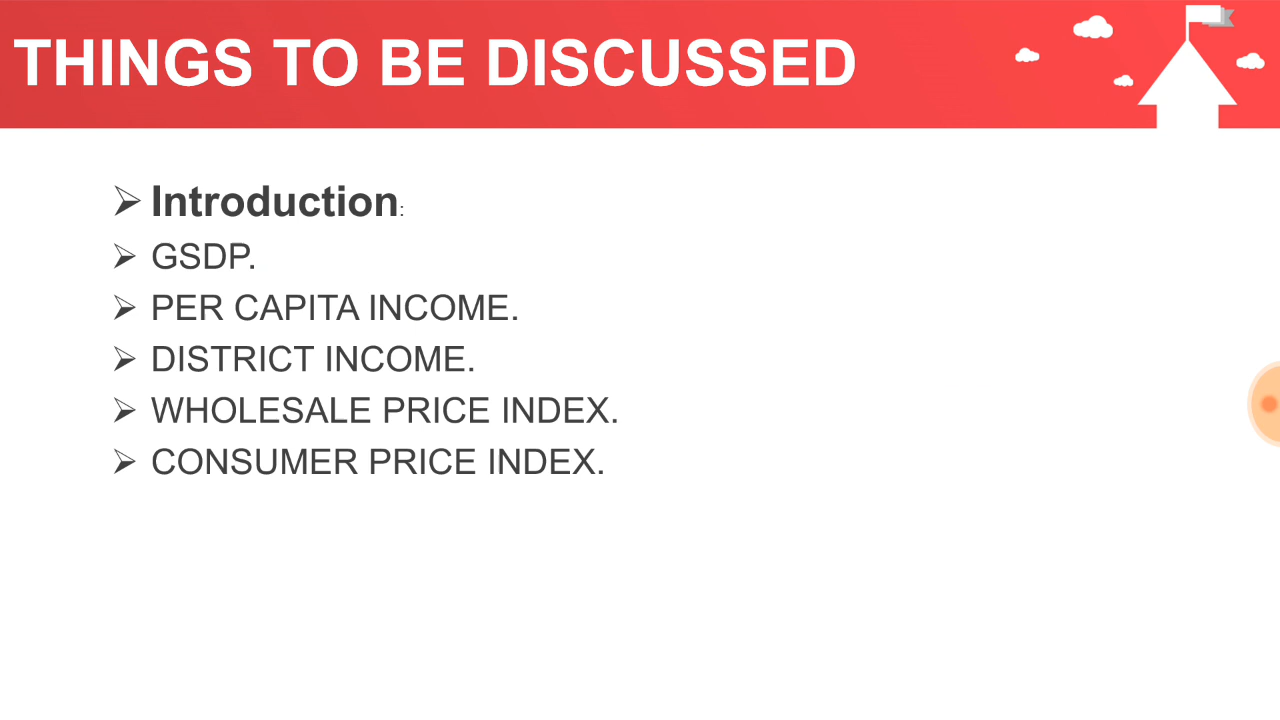 THINGS TO BE DISCUSSED
➢ Introduction:
➢ GSDP.
➢ PER CAPITA INCOME.
➢ DISTRICT INCOME.
➢ WHOLESALE PRICE INDEX.
➢ CONSUMER PRICE INDEX.